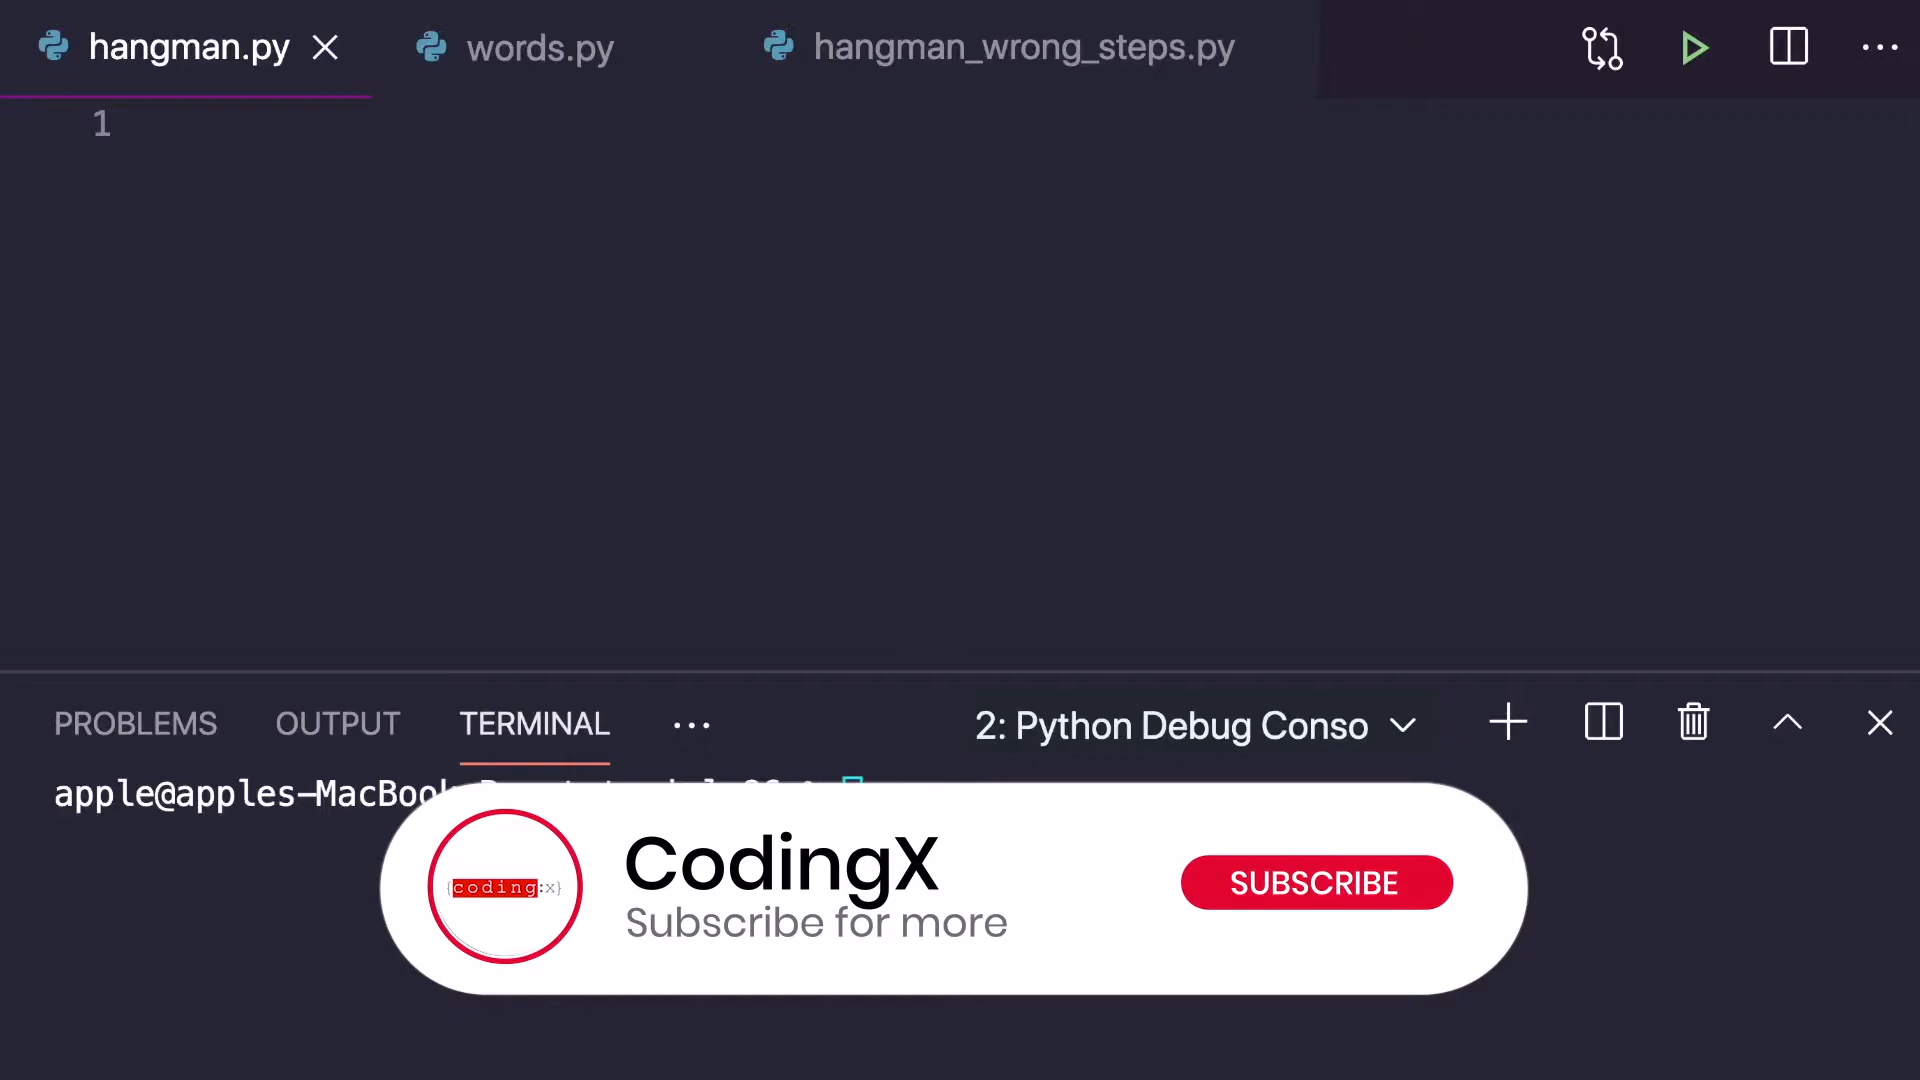 hangman.py
words.py
hangman_wrong_steps.py
1
PROBLEMS OUTPUT TERMINAL
2: Python Debug Conso
apple@apples-MacBook
{coding:x}
CodingX
Subscribe for more
SUBSCRIBE